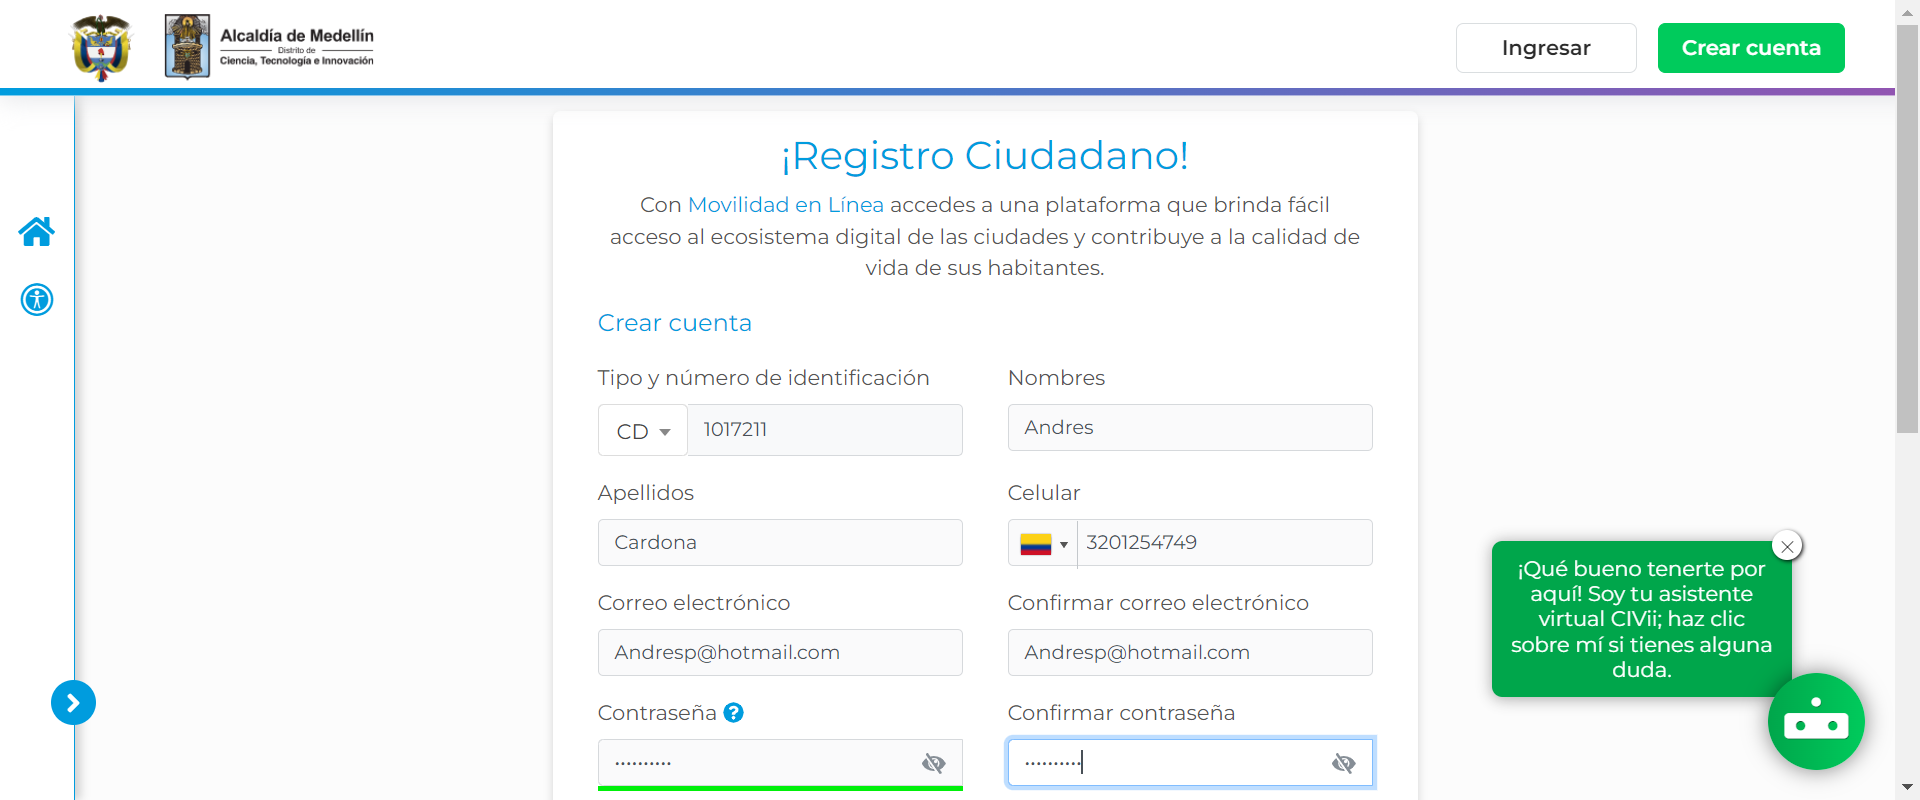 Alcaldía de Medellín
Distrito de
Ciencia, Tecnología e Innovación
Ingresar
Crear cuenta
¡Registro Ciudadano!
Con Movilidad en Línea accedes a una plataforma que brinda fácil
acceso al ecosistema digital de las ciudades y contribuye a la calidad de
vida de sus habitantes.
Crear cuenta
Tipo y número de identificación
CD
1017211
Nombres
Andres
Apellidos
Cardona
Celular
3201254749
Correo electrónico
Andresp@hotmail.com
Confirmar correo electrónico
Andresp@hotmail.com
Contraseña ?
··········
Confirmar contraseña
··········
¡Qué bueno tenerte por
aquí! Soy tu asistente
virtual CIVii; haz clic
sobre mí si tienes alguna
duda.